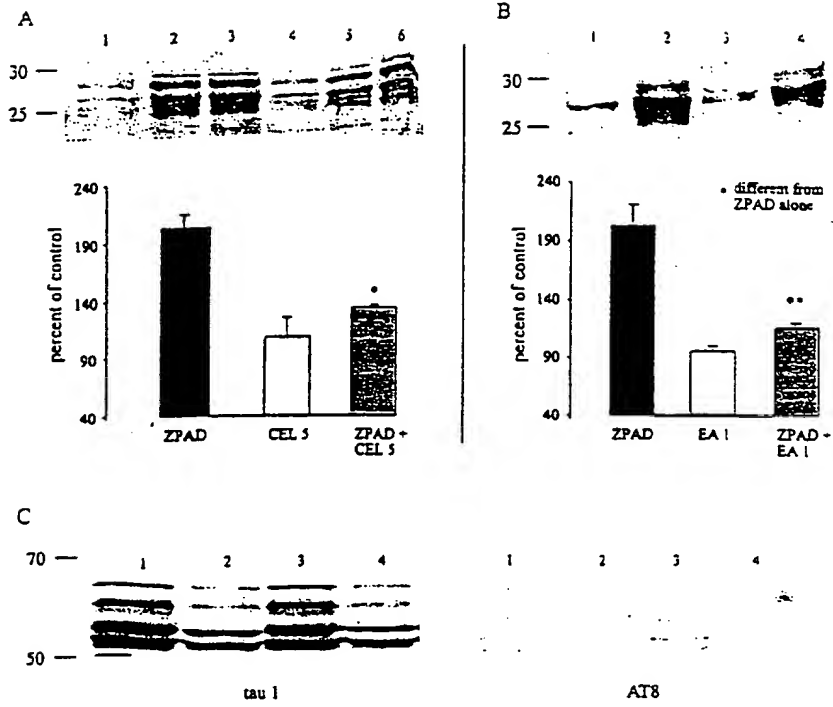 A
1 2 3 4 5 6
30
25
240
190
140
90
40
percent of control
ZPAD
CEL 5
ZPAD +
CEL 5
B
1 2 3 4
30
25
240
190
140
90
40
percent of control
• different from
ZPAD alone
ZPAD
EA 1
ZPAD +
EA 1
C
70
50
1 2 3 4
tau 1
1 2 3 4
AT8